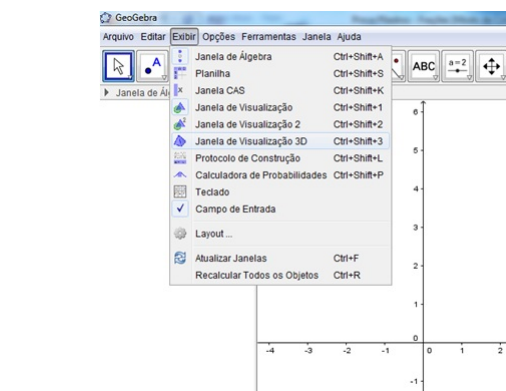 GeoGebra
Arquivo Editar Exibir Opções Ferramentas Janela Ajuda
A ABC a=2
Janela de Álgebra Ctrl+Shift+A
Planilha Ctrl+Shift+S
Janela CAS Ctrl+Shift+K
Janela de Visualização Ctrl+Shift+1
Janela de Visualização 2 Ctrl+Shift+2
Janela de Visualização 3D Ctrl+Shift+3
Protocolo de Construção Ctrl+Shift+L
Calculadora de Probabilidades Ctrl+Shift+P
Teclado
Campo de Entrada
Layout ...
Atualizar Janelas Ctrl+F
Recalcular Todos os Objetos Ctrl+R
Janela de Ál
6
5
4
3
2
1
0
-4 -3 -2 -1 0 1 2
-1